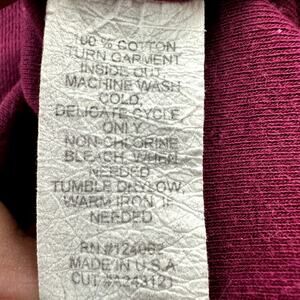 100 % COTTON
TURN GARMENT
INSIDE OUT.
MACHINE WASH
COLD,
DELICATE CYCLE,
ONLY
NON-CHLORINE
BLEACH, WHEN
NEEDED
TUMBLE DRY LOW,
WARM IRON, IF
NEEDED
MADE IN U.S.A